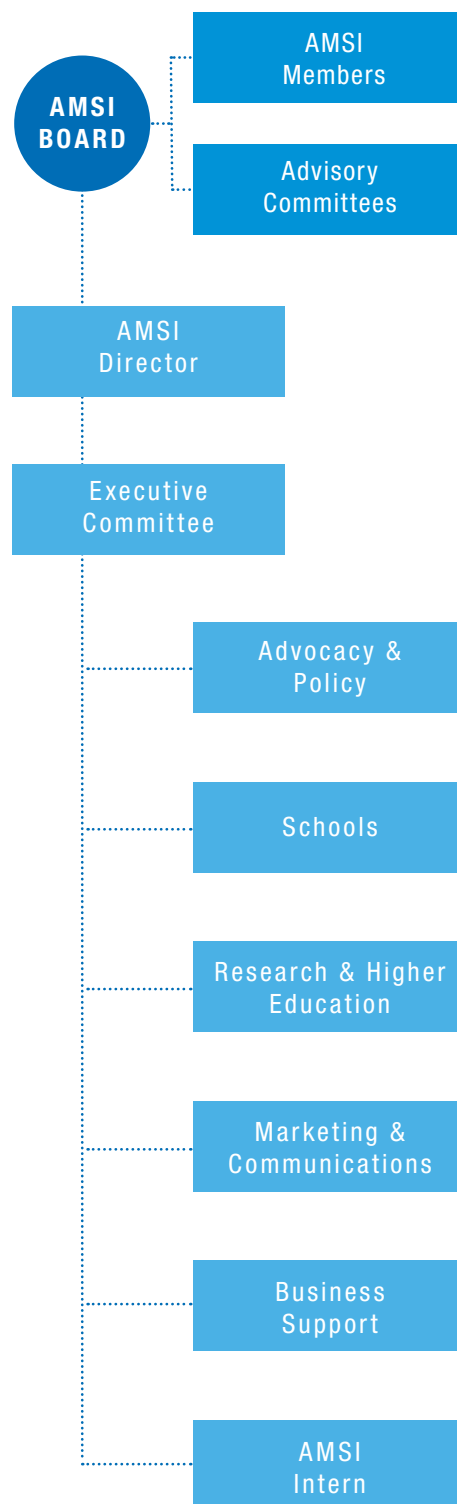 AMSI
BOARD
AMSI
Members
Advisory
Committees
AMSI
Director
Executive
Committee
Advocacy &
Policy
Schools
Research & Higher
Education
Marketing &
Communications
Business
Support
AMSI
Intern